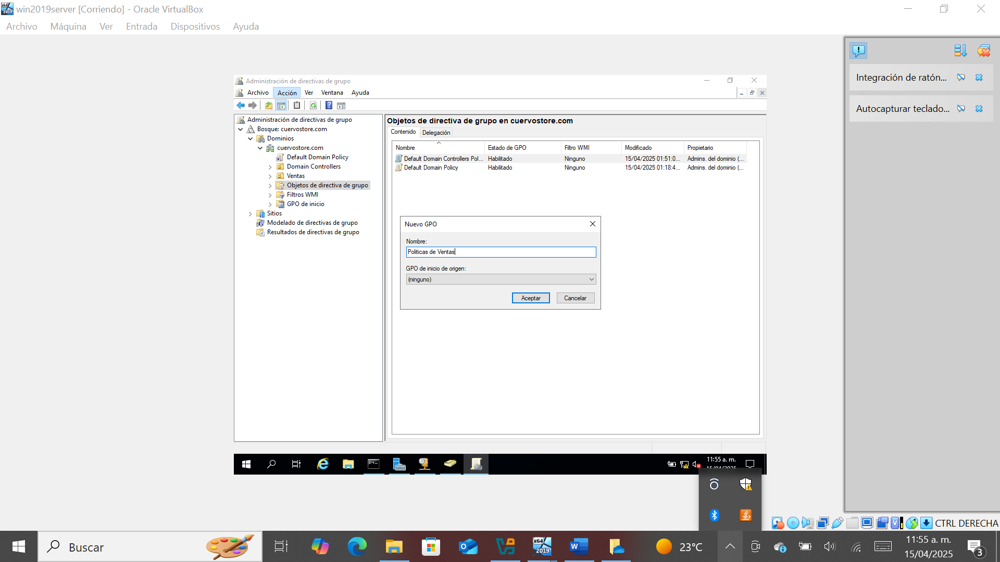 win2019server [Corriendo] - Oracle VirtualBox
Archivo Máquina Ver Entrada Dispositivos Ayuda
Integración de ratón...
Autocapturar teclado...
Administración de directivas de grupo
Archivo Acción Ver Ventana Ayuda
Administración de directivas de grupo
Bosque: cuervostore.com
Dominios
cuervostore.com
Default Domain Policy
Domain Controllers
Ventas
Objetos de directiva de grupo
Filtros WMI
GPO de inicio
Sitios
Modelado de directivas de grupo
Resultados de directivas de grupo
Objetos de directiva de grupo en cuervostore.com
Contenido Delegación
Nombre Estado de GPO Filtro WMI Modificado Propietario
Default Domain Controllers Pol... Habilitado Ninguno 15/04/2025 01:51:0... Admins. del dominio (...
Default Domain Policy Habilitado Ninguno 15/04/2025 01:18:4... Admins. del dominio (...
Nuevo GPO
Nombre:
Politicas de Ventas
GPO de inicio de origen:
(ninguno)
Aceptar Cancelar
11:55 a. m.
15/04/2025
CTRL DERECHA
Buscar
x64
2019
23°C
11:55 a. m.
15/04/2025
3